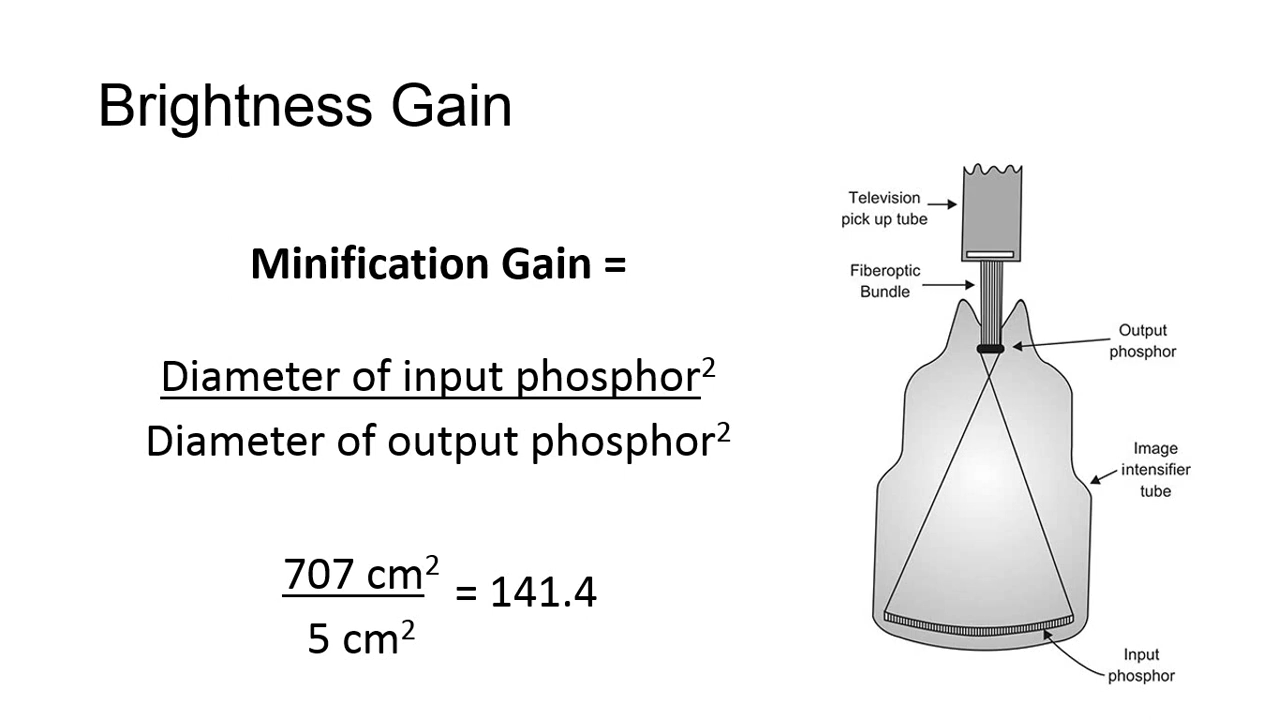 Brightness Gain
Minification Gain =
Diameter of input phosphor²
Diameter of output phosphor²
707 cm²
= 141.4
5 cm²
Television
pick up tube
Fiberoptic
Bundle
Output
phosphor
Image
intensifier
tube
Input
phosphor